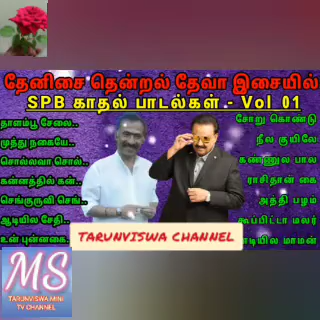 தேனிசை தென்றல் தேவா இசையில்
SPB காதல் பாடல்கள் - Vol 01
தாளம்பூ சேலை..
முத்து நகையே..
சொல்லவா சொல்..
கன்னத்தில் கன்..
செங்குருவி செங்..
ஆடியில சேதி..
உன் புன்னகை..
சோறு கொண்டு
நீல குயிலே
கண்ணுல பால
ராசிதான் கை
அத்தி பழம்
கூப்பிட்டா மலர்
மாமன்
TARUNVISWA CHANNEL
MS
TARUNVISWA MINI
TV CHANNEL